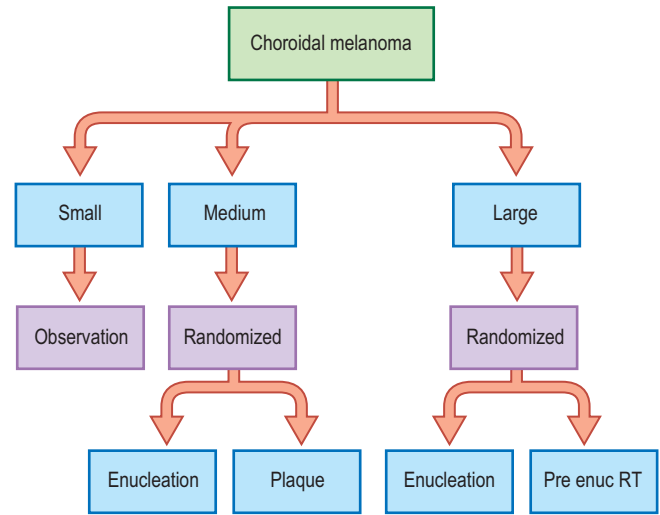 Choroidal melanoma
Small
Medium
Large
Observation
Randomized
Randomized
Enucleation
Plaque
Enucleation
Pre enuc RT